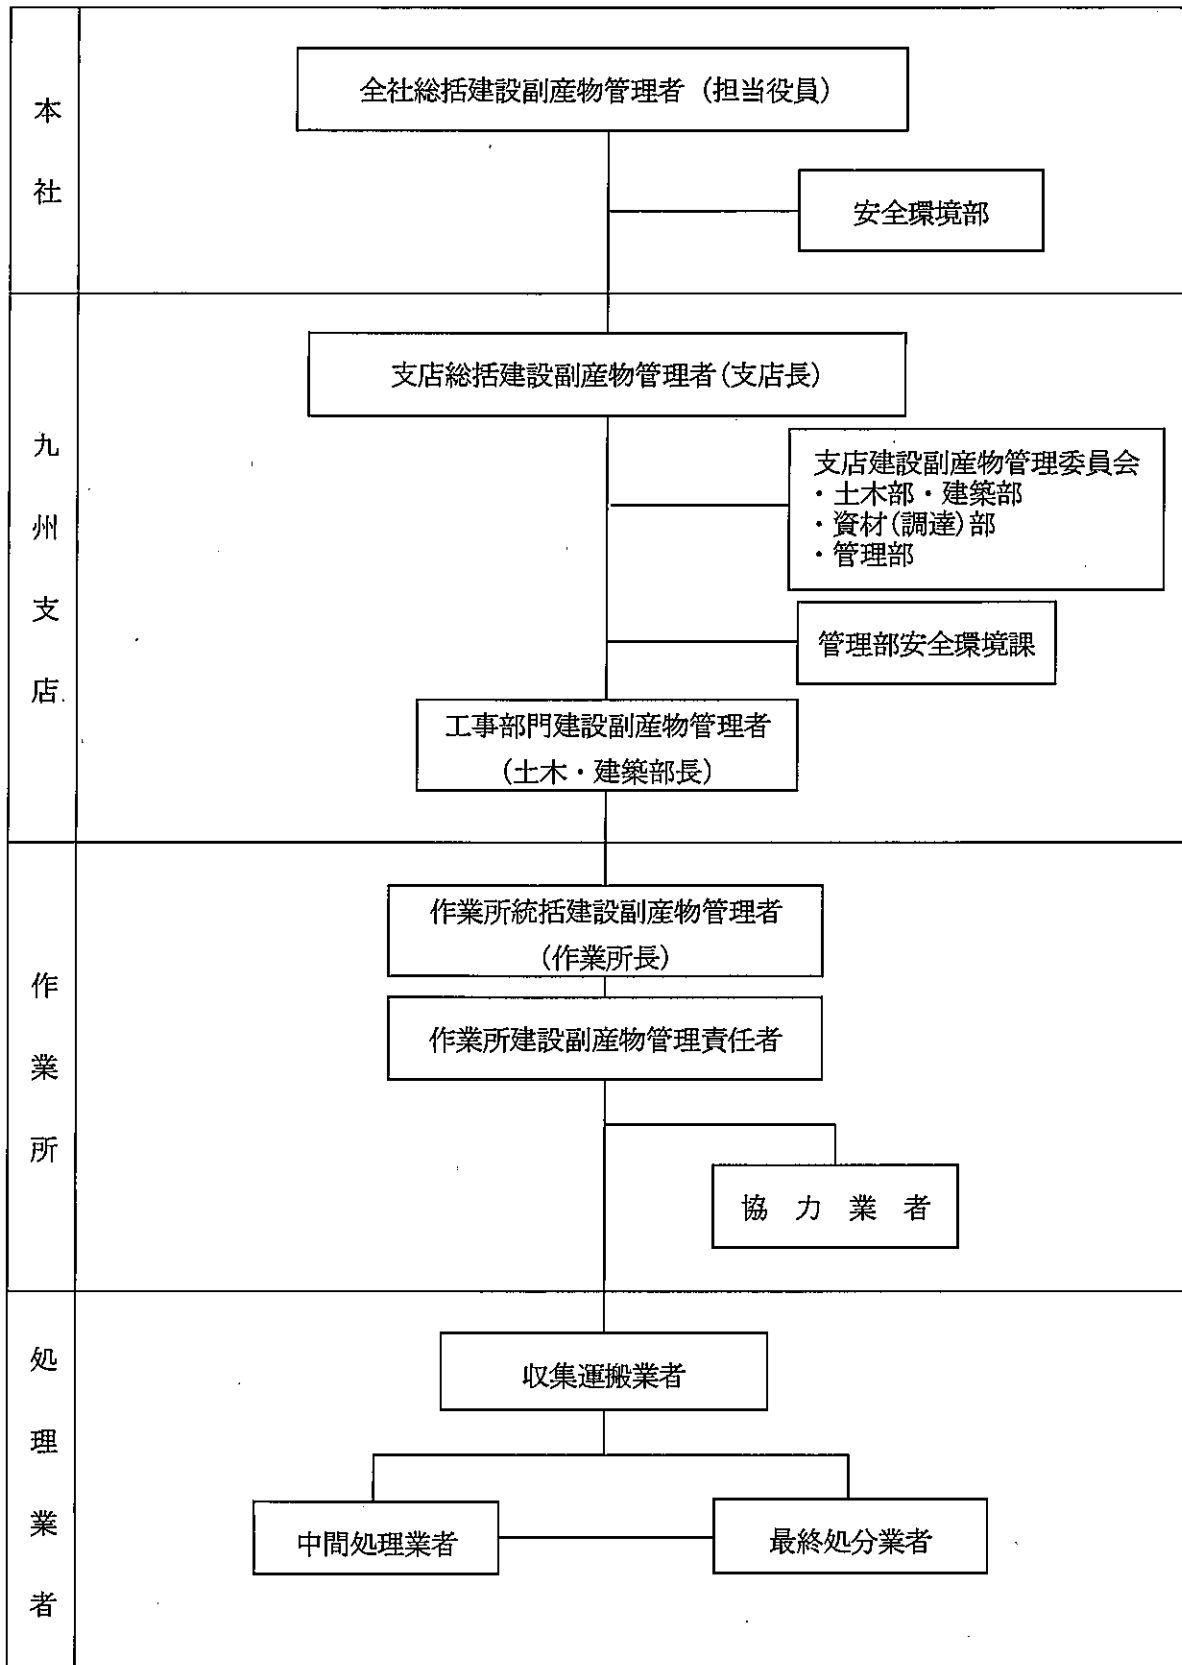 本社
全社総括建設副産物管理者（担当役員）
安全環境部
九州支店
支店総括建設副産物管理者(支店長)
支店建設副産物管理委員会
・土木部・建築部
・資材(調達)部
・管理部
管理部安全環境課
工事部門建設副産物管理者
（土木・建築部長）
作業所
作業所統括建設副産物管理者
（作業所長）
作業所建設副産物管理責任者
協力業者
処理業者
収集運搬業者
中間処理業者
最終処分業者